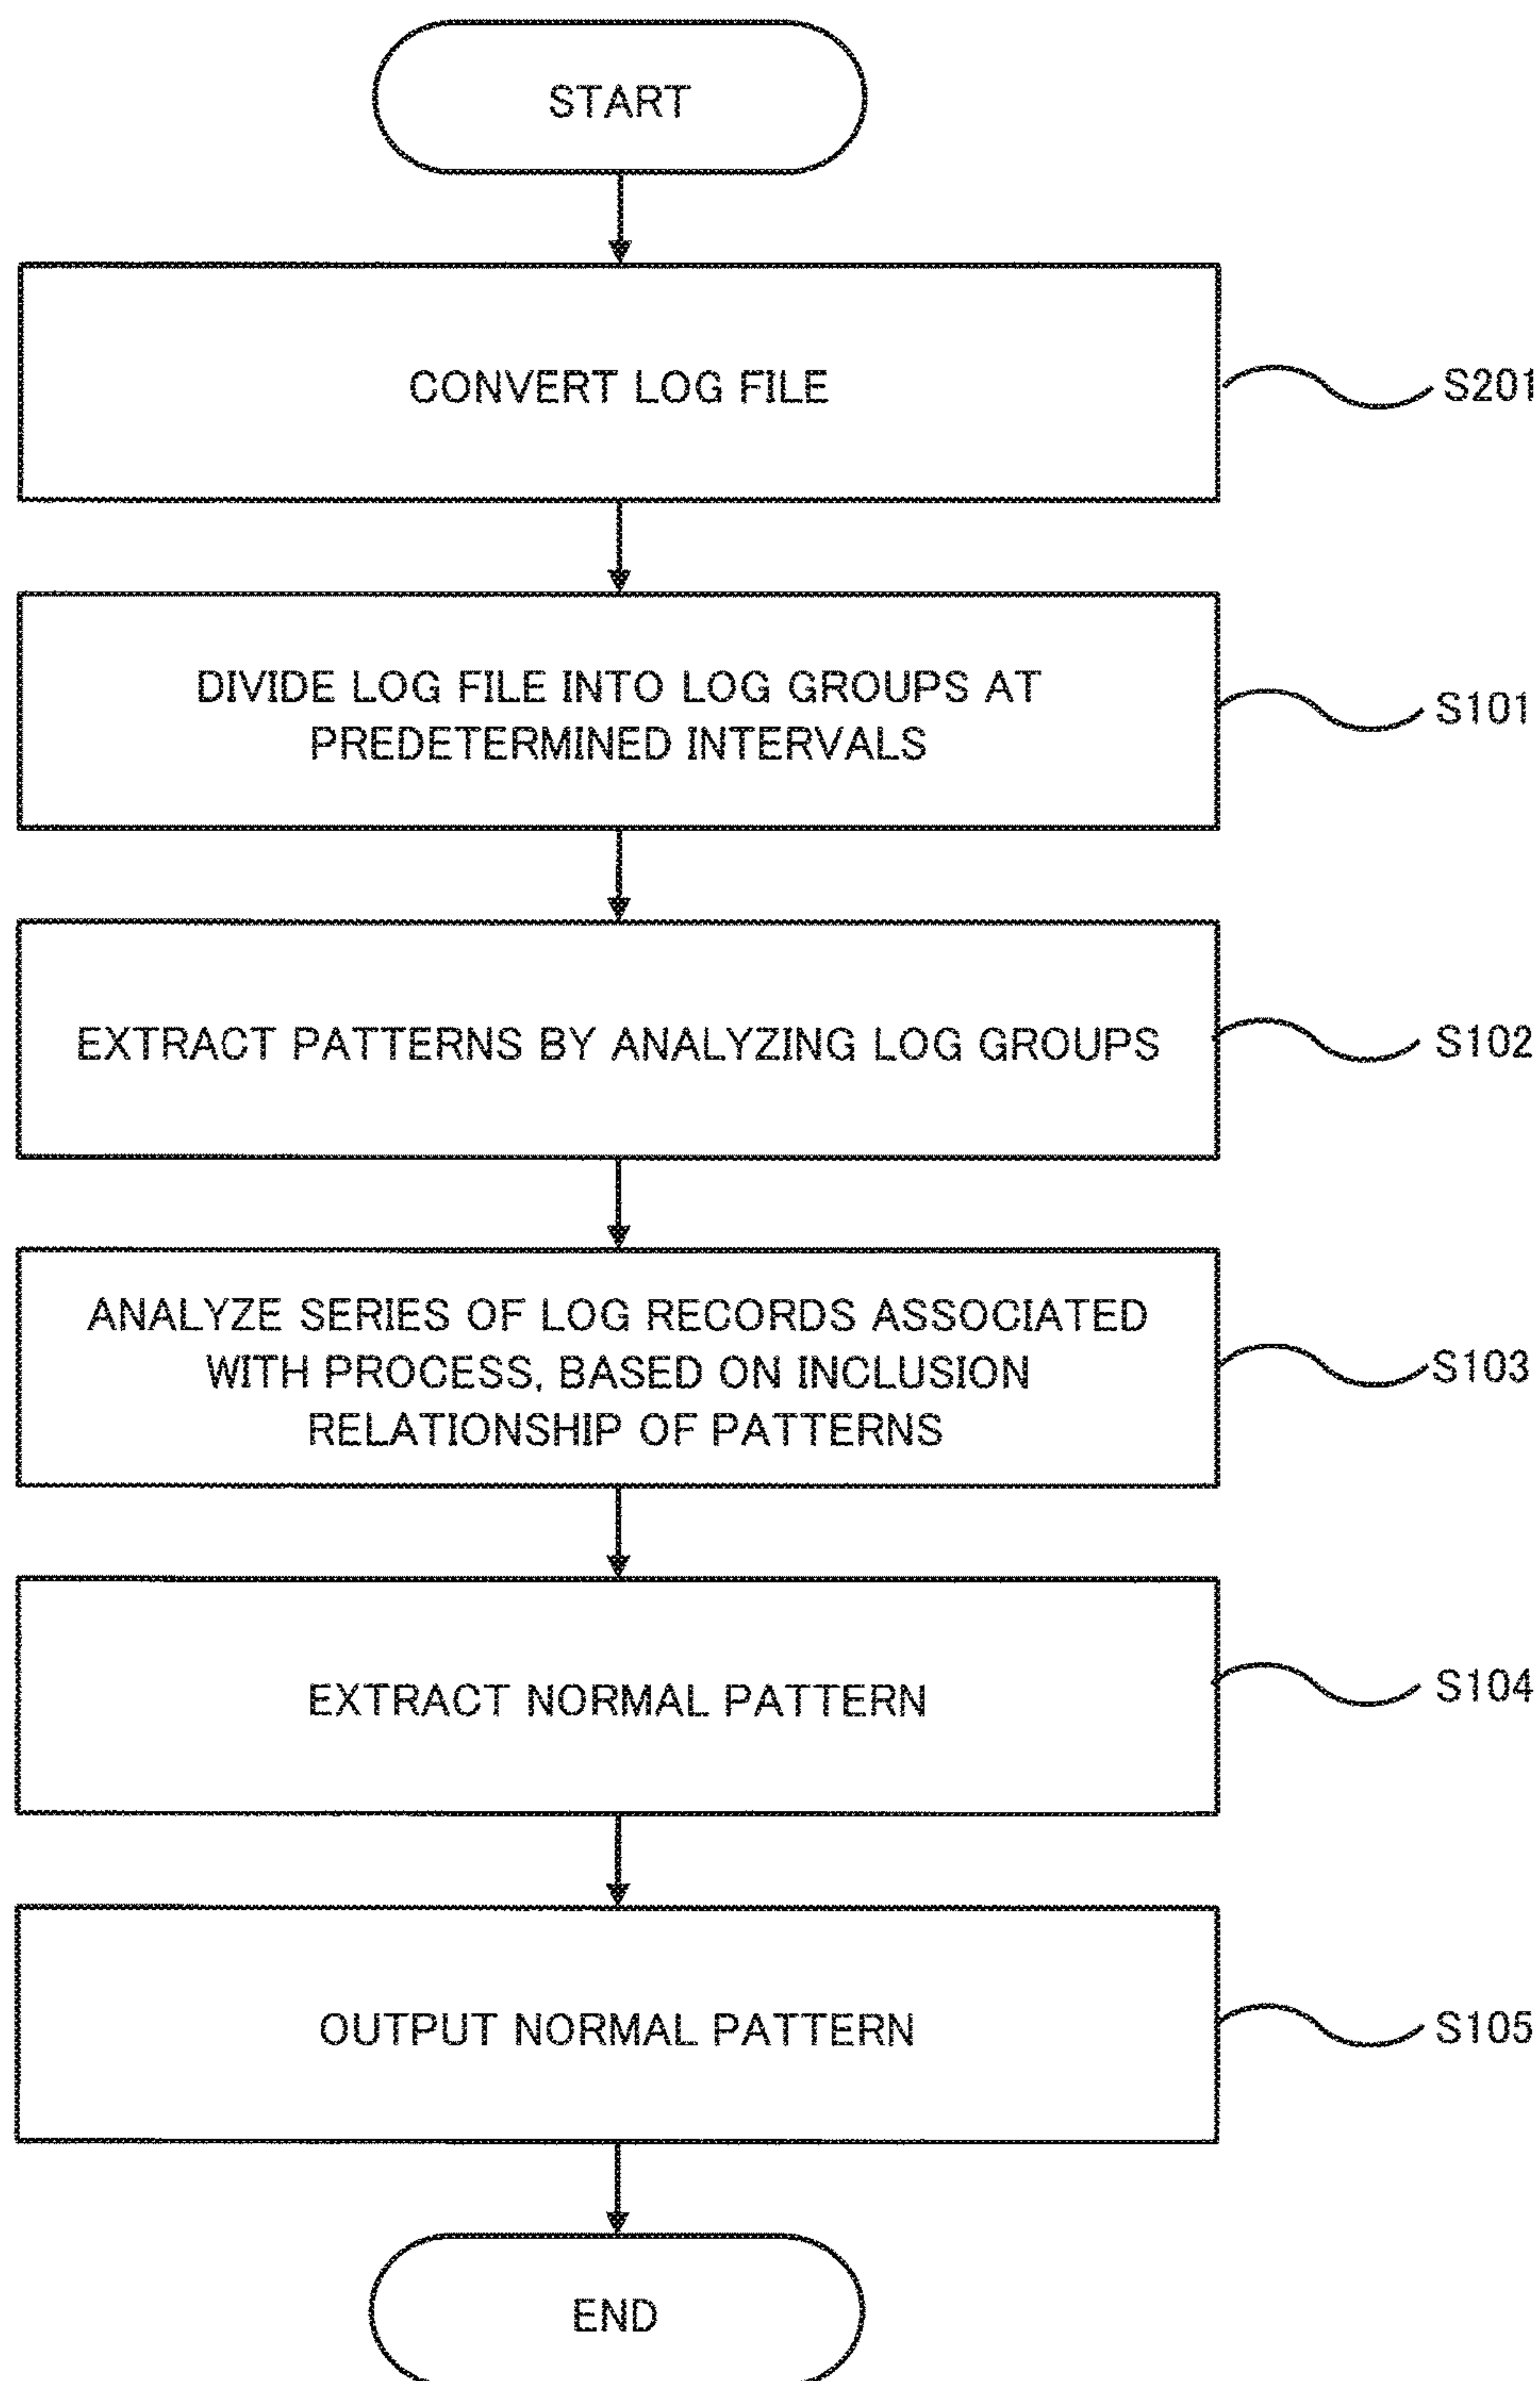 START
CONVERT LOG FILE
S201
DIVIDE LOG FILE INTO LOG GROUPS AT
PREDETERMINED INTERVALS
S101
EXTRACT PATTERNS BY ANALYZING LOG GROUPS
S102
ANALYZE SERIES OF LOG RECORDS ASSOCIATED
WITH PROCESS, BASED ON INCLUSION
RELATIONSHIP OF PATTERNS
S103
EXTRACT NORMAL PATTERN
S104
OUTPUT NORMAL PATTERN
S105
END